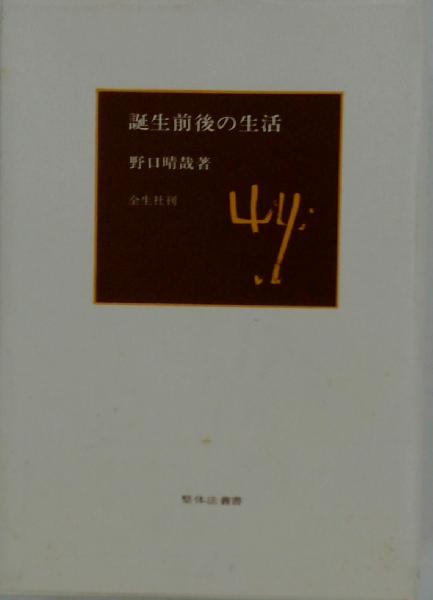 誕生前後の生活
野口晴哉著
全生社刊
整体法叢書